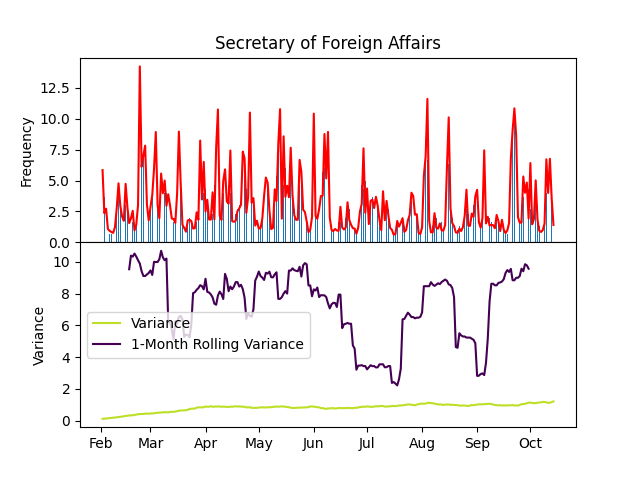 Secretary of Foreign Affairs
Frequency
12.5
10.0
7.5
5.0
2.5
0.0
Variance
10
8
6
4
2
0
Variance
1-Month Rolling Variance
Feb Mar Apr May Jun Jul Aug Sep Oct